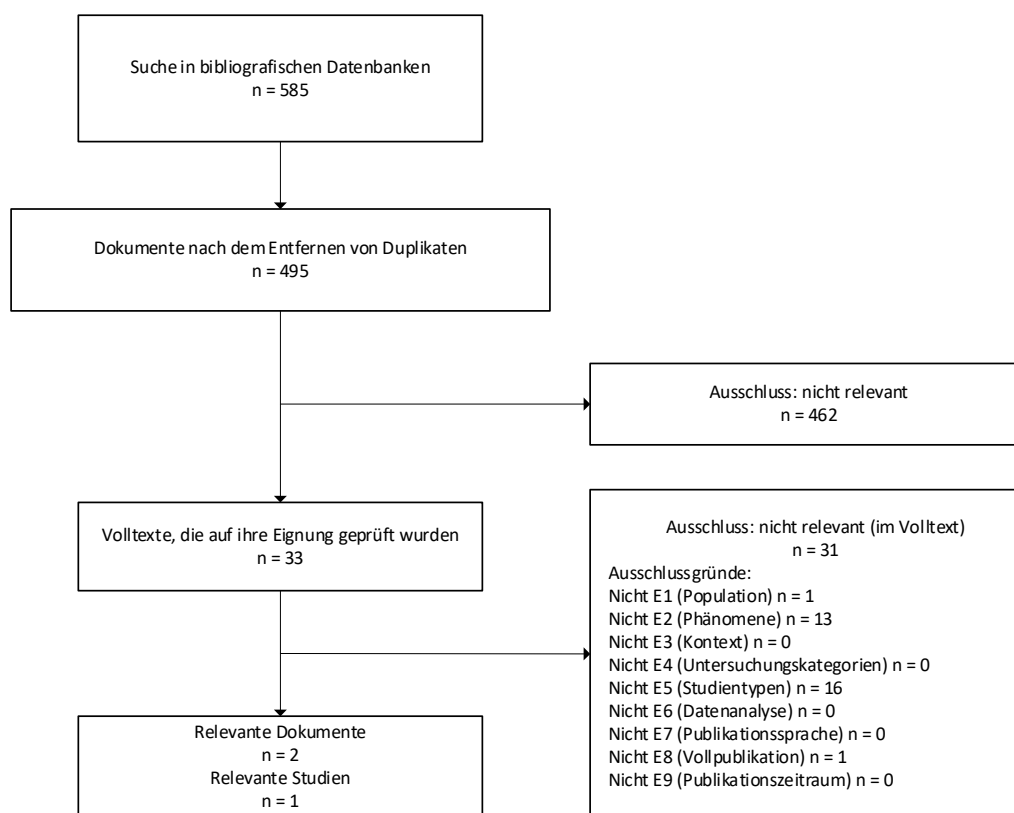 Suche in bibliografischen Datenbanken
n = 585
Dokumente nach dem Entfernen von Duplikaten
n = 495
Ausschluss: nicht relevant
n = 462
Volltexte, die auf ihre Eignung geprüft wurden
n = 33
Ausschluss: nicht relevant (im Volltext)
n = 31
Ausschlussgründe:
Nicht E1 (Population) n = 1
Nicht E2 (Phänomene) n = 13
Nicht E3 (Kontext) n = 0
Nicht E4 (Untersuchungskategorien) n = 0
Nicht E5 (Studientypen) n = 16
Nicht E6 (Datenanalyse) n = 0
Nicht E7 (Publikationssprache) n = 0
Nicht E8 (Vollpublikation) n = 1
Nicht E9 (Publikationszeitraum) n = 0
Relevante Dokumente
n = 2
Relevante Studien
n = 1